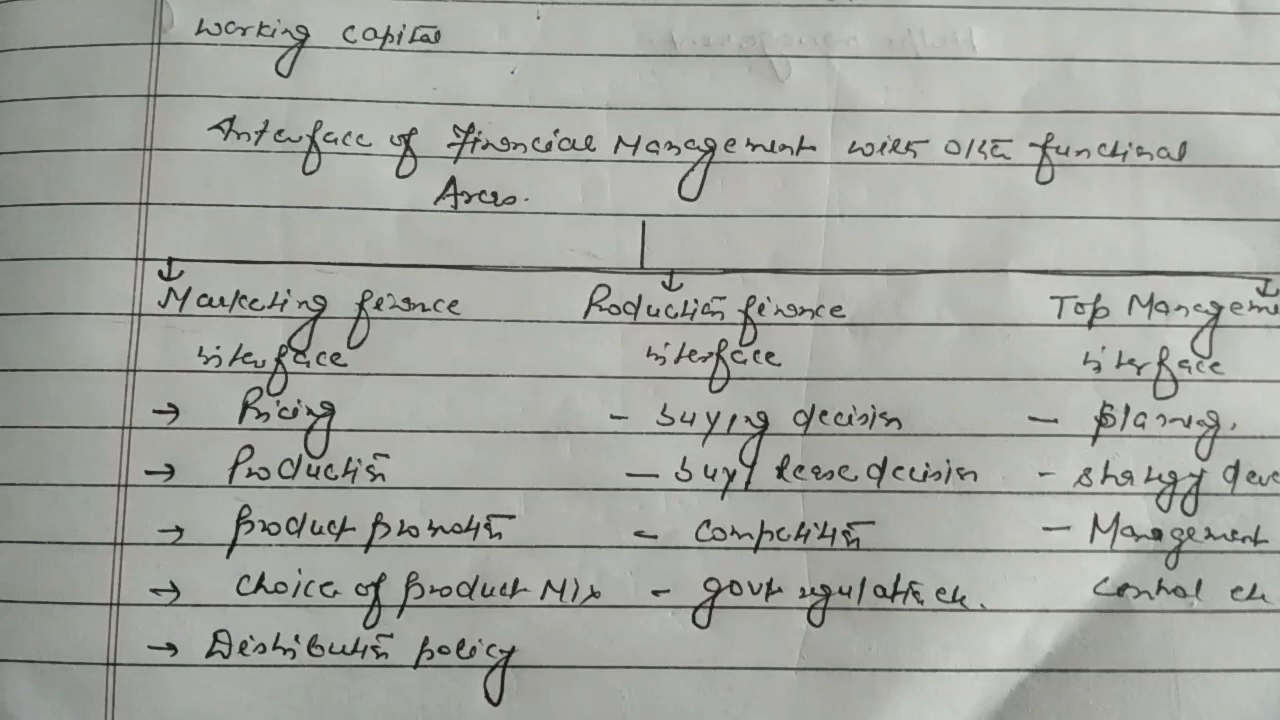 Working capital
Interface of Financial Management with other functional
Areas.
Marketing finance
interface
→ Pricing
→ Production
→ Product promotion
→ Choice of product Mix
→ Distribution policy
Production finance
interface
- buying decision
- buy/ lease decision
- Competition
- govt regulation etc.
Top Manageme
interface
- Planning.
- Strategy deve
- Management
Control etc